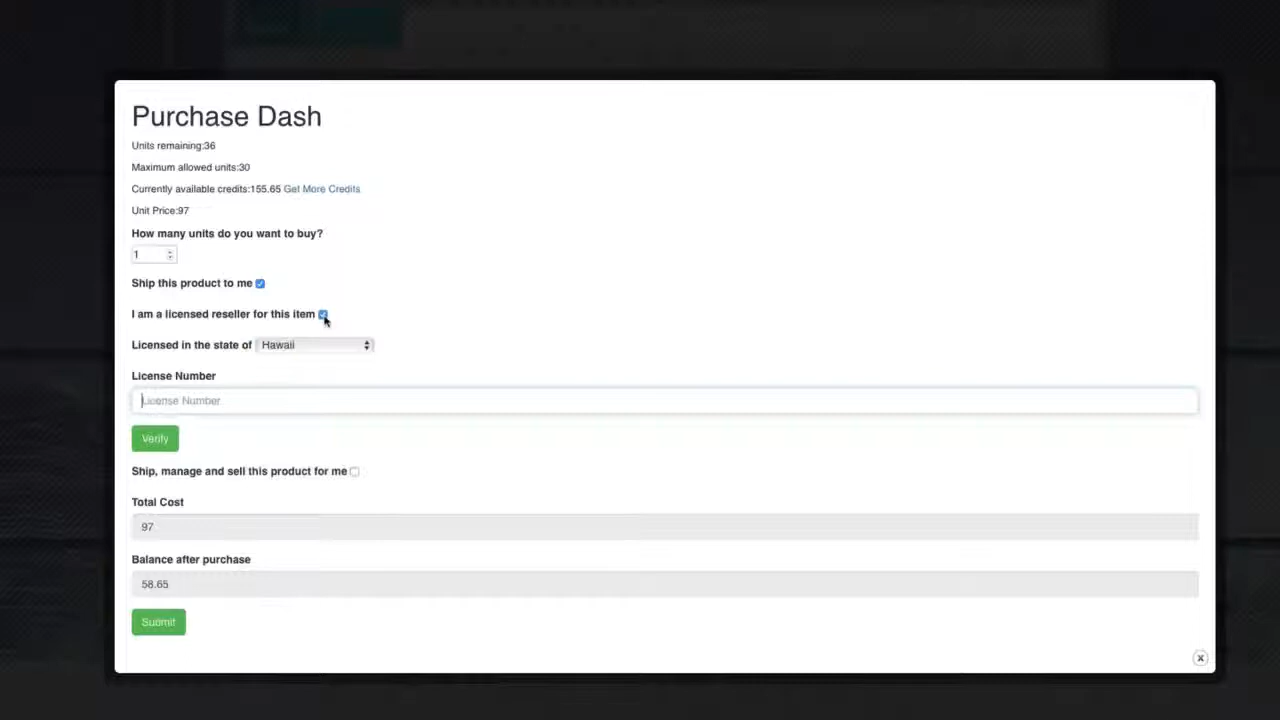 Purchase Dash
Units remaining:36
Maximum allowed units:30
Currently available credits:155.65 Get More Credits
Unit Price:97
How many units do you want to buy?
1
Ship this product to me
I am a licensed reseller for this item
Licensed in the state of Hawaii
License Number
License Number
Verify
Ship, manage and sell this product for me
Total Cost
97
Balance after purchase
58.65
Submit
x